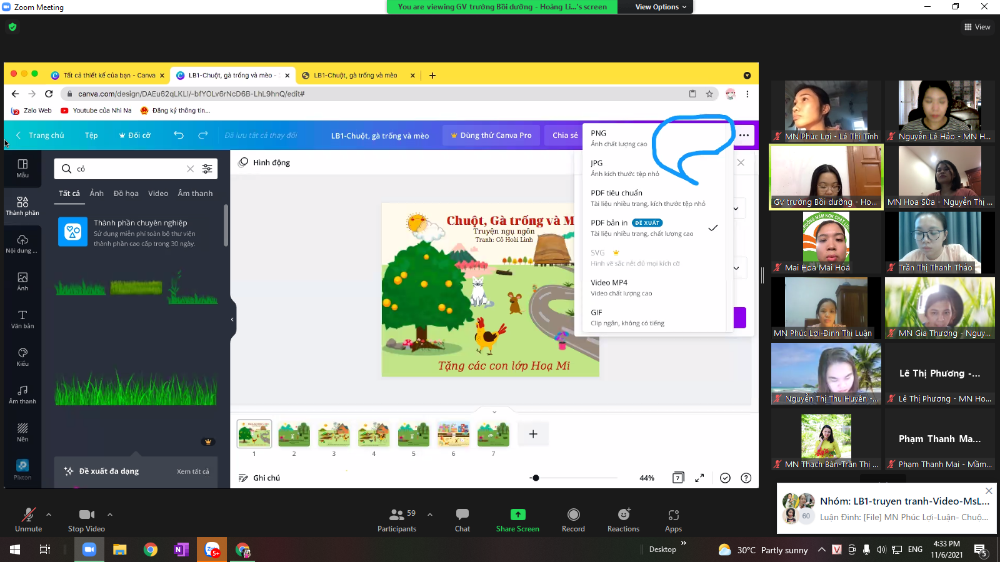 Zoom Meeting
You are viewing GV trường Bồi dưỡng - Hoàng Li...'s screen
View Options
View
Tất cả thiết kế của bạn - Canva
LB1-Chuột, gà trống và mèo -
LB1-Chuột, gà trống và mèo
canva.com/design/DAEu62qLKLI/-bfYOLv6rNcD6B-LhL9hnQ/edit#
Zalo Web
Youtube của Nhi Na
Đăng ký thông tin...
Trang chủ
Tệp
Đổi cỡ
Đã lưu tất cả thay đổi
LB1-Chuột, gà trống và mèo
Dùng thử Canva Pro
Chia sẻ
Mẫu
Thành phần
Nội dung ...
Ảnh
Văn bản
Kiểu
Âm thanh
Nền
Pixton
cỏ
Tất cả
Ảnh
Đồ họa
Video
Âm thanh
Thành phần chuyên nghiệp
Sử dụng miễn phí toàn bộ thư viện
thành phần cao cấp trong 30 ngày.
Đề xuất đa dạng
Xem tất cả
Hình động
Chuột, Gà trống và M
Truyện ngụ ngôn
Tranh: Cô Hoài Linh
Tặng các con lớp Hoạ Mi
PNG
Ảnh chất lượng cao
JPG
Ảnh kích thước tệp nhỏ
PDF tiêu chuẩn
Tài liệu nhiều trang, kích thước tệp nhỏ
PDF bản in ĐỀ XUẤT
Tài liệu nhiều trang, chất lượng cao
SVG
Hình vẽ sắc nét đủ mọi kích cỡ
Video MP4
Video chất lượng cao
GIF
Clip ngắn, không có tiếng
1
2
3
4
5
6
7
Ghi chú
44%
7
MN Phúc Lợi - Lê Thị Tĩnh
Nguyễn Lê Hảo - MN H...
GV trường Bồi dưỡng - Ho...
MN Hoa Sữa - Nguyễn Thị ...
Mai Hoa Mai Hoa
Trần Thị Thanh Thảo
MN Phúc Lợi-Đinh Thị Luận
MN Gia Thượng - Nguy...
Nguyễn Thị Thu Huyền -...
Lê Thị Phương -...
Lê Thị Phương - MN Ho...
MN Thạch Bàn-Trần Thị ...
Phạm Thanh Ma...
Phạm Thanh Mai - Mầm...
Nhóm: LB1-truyen tranh-Video-MsL...
60
Luận Đinh: [File] MN Phúc Lợi-Luận- Chuộ...
Unmute
Stop Video
59
Participants
Chat
Share Screen
Record
Reactions
Apps
5+
Desktop
30°C Partly sunny
ENG
4:33 PM
11/6/2021
5